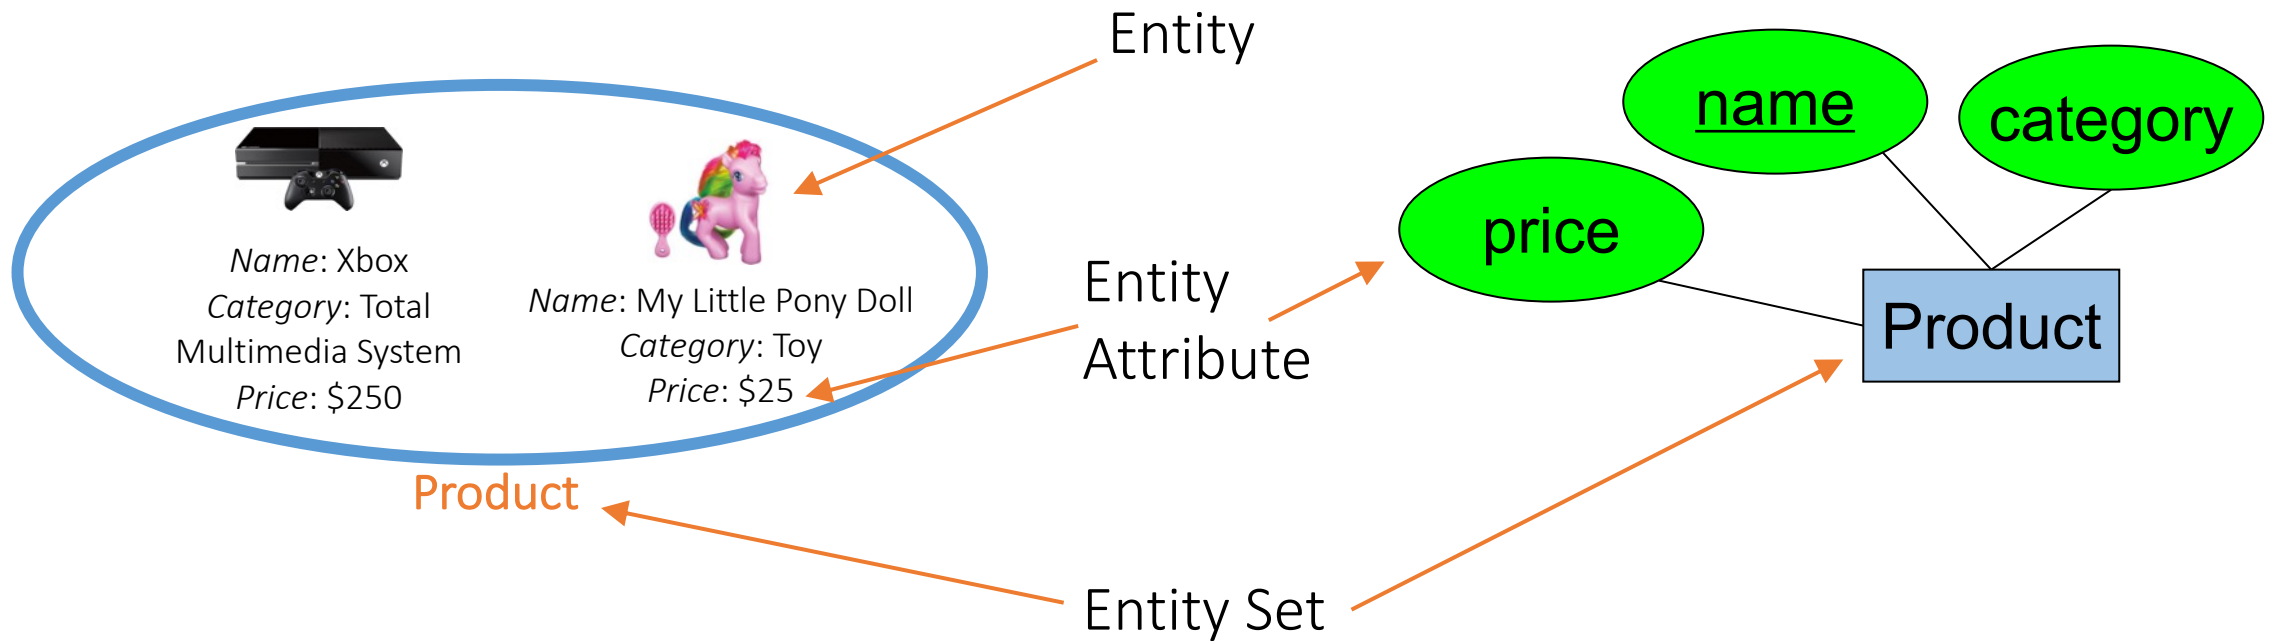 Entity
name
category
price
Name: Xbox
Category: Total
Multimedia System
Price: $250
Name: My Little Pony Doll
Category: Toy
Price: $25
Entity
Attribute
Product
Product
Entity Set